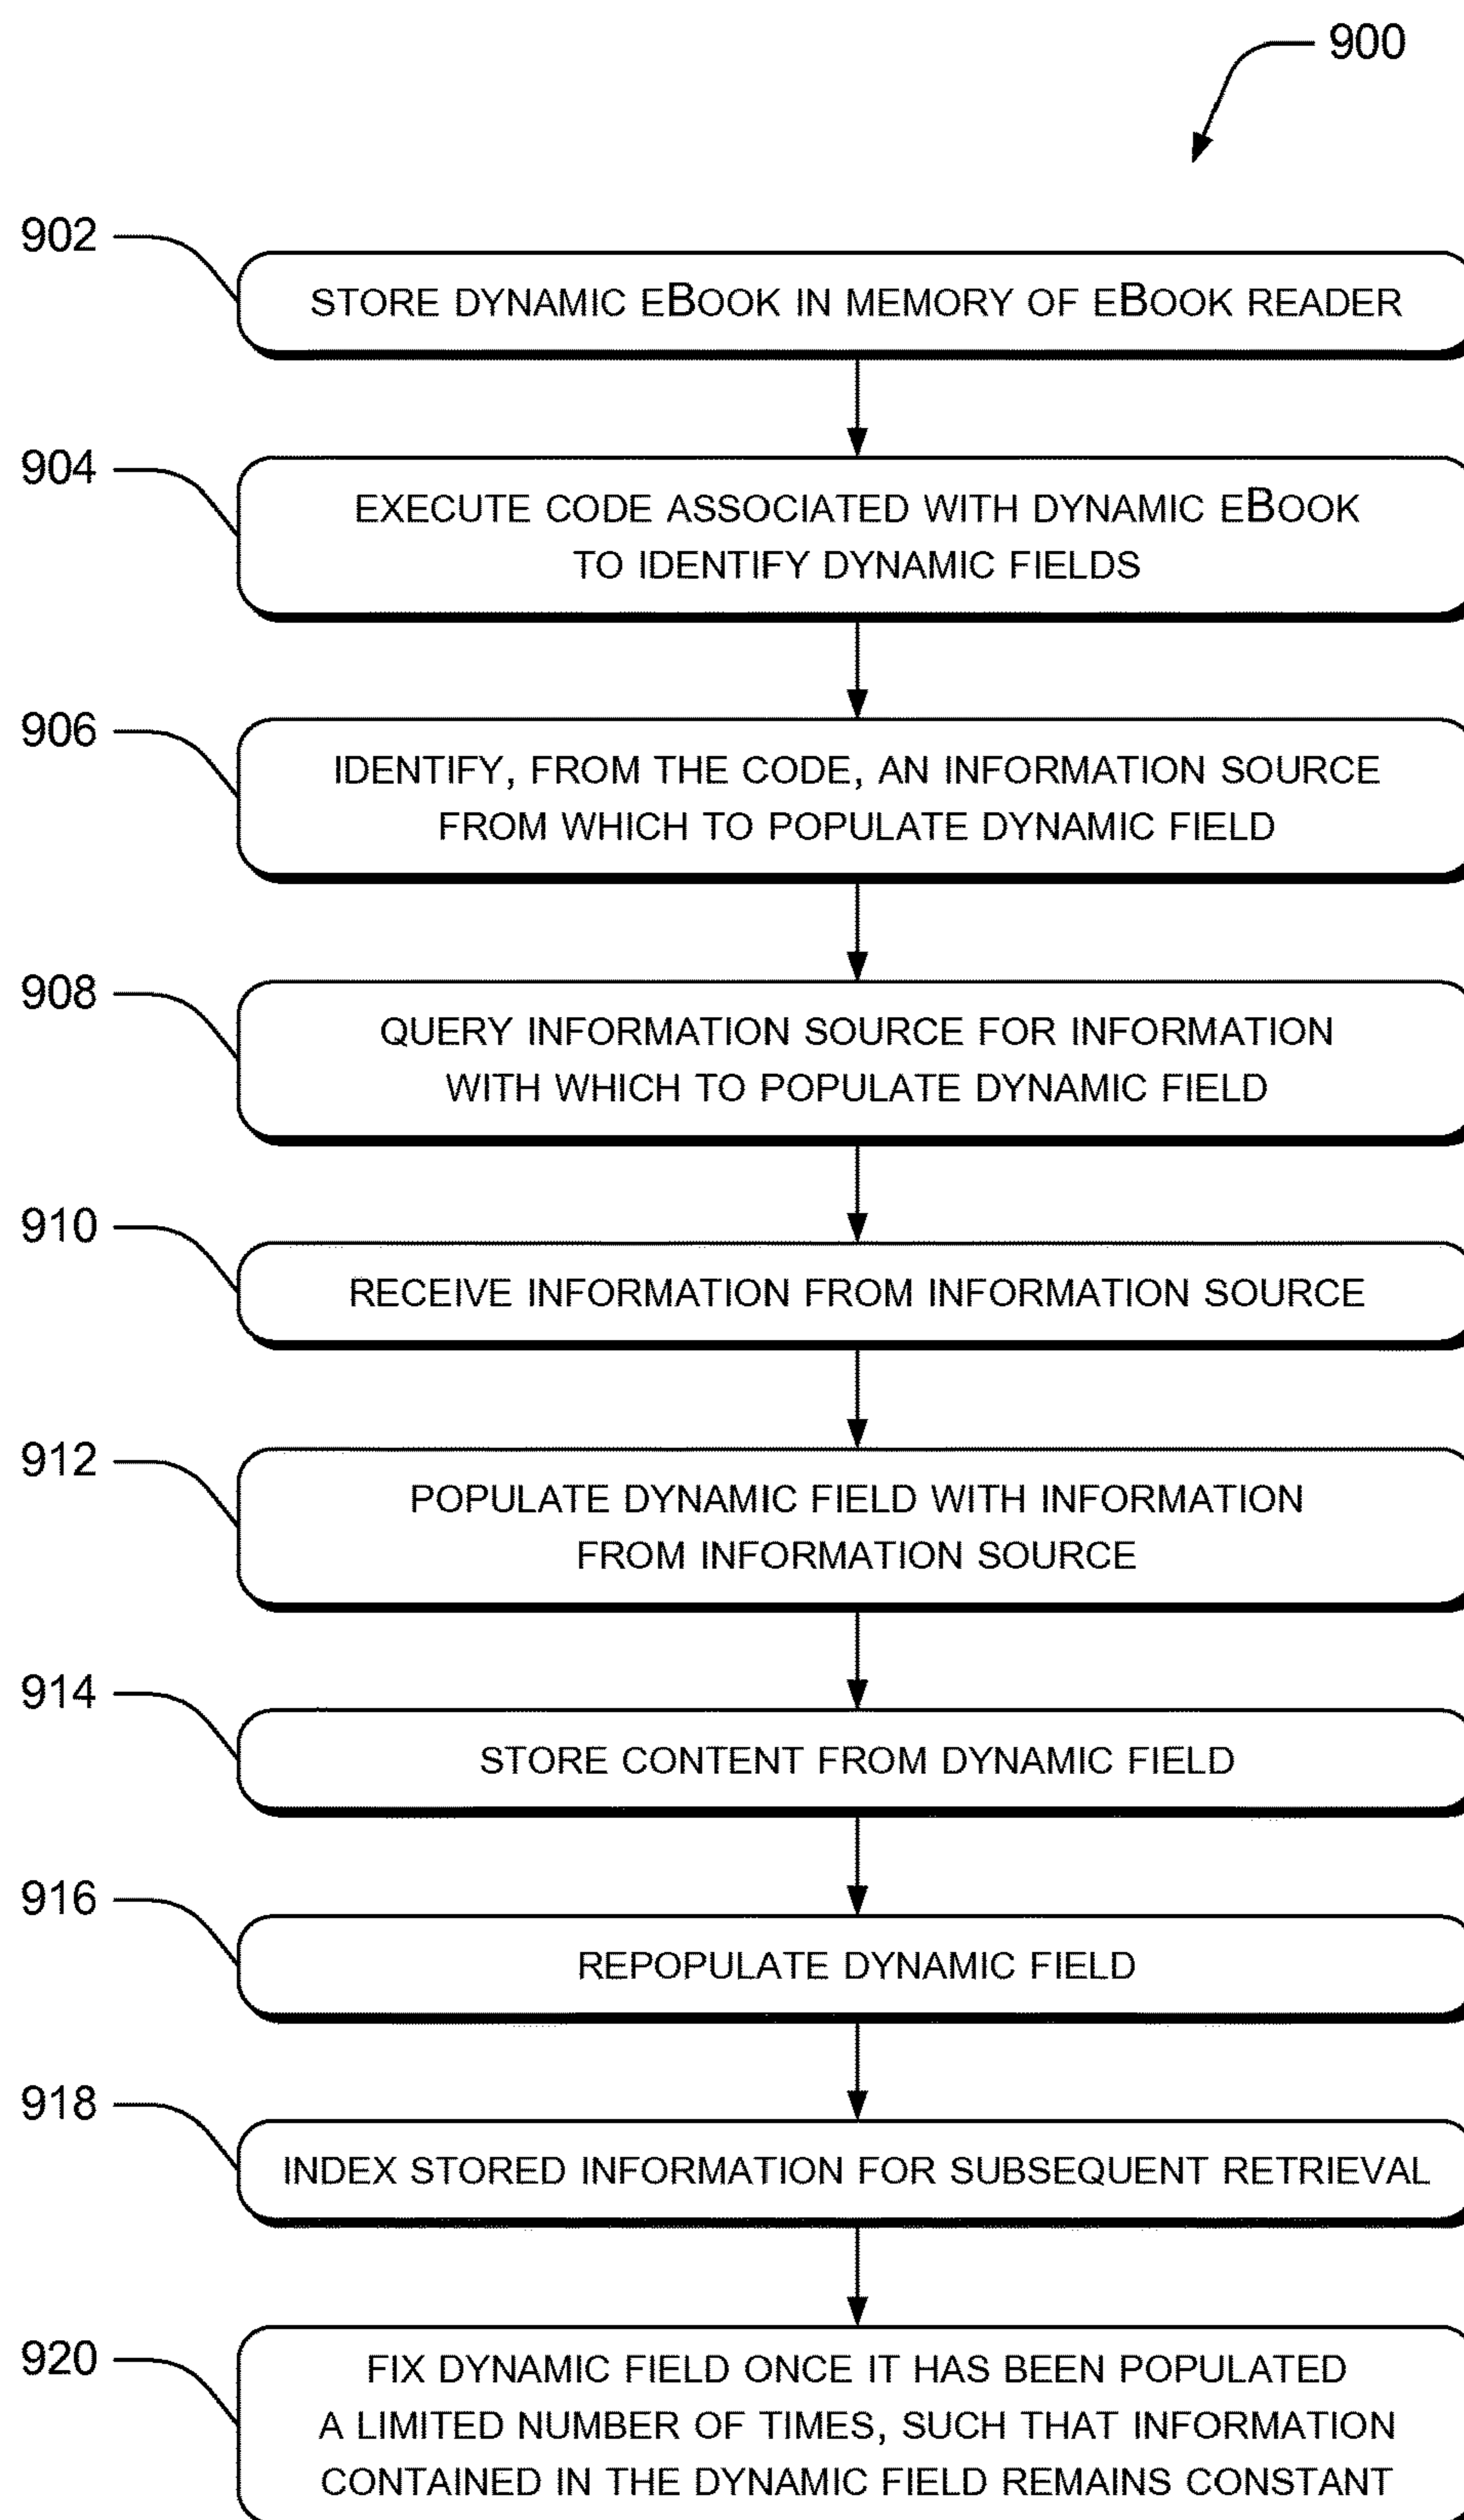 900
902
STORE DYNAMIC EBOOK IN MEMORY OF EBOOK READER
904
EXECUTE CODE ASSOCIATED WITH DYNAMIC EBOOK
TO IDENTIFY DYNAMIC FIELDS
906
IDENTIFY, FROM THE CODE, AN INFORMATION SOURCE
FROM WHICH TO POPULATE DYNAMIC FIELD
908
QUERY INFORMATION SOURCE FOR INFORMATION
WITH WHICH TO POPULATE DYNAMIC FIELD
910
RECEIVE INFORMATION FROM INFORMATION SOURCE
912
POPULATE DYNAMIC FIELD WITH INFORMATION
FROM INFORMATION SOURCE
914
STORE CONTENT FROM DYNAMIC FIELD
916
REPOPULATE DYNAMIC FIELD
918
INDEX STORED INFORMATION FOR SUBSEQUENT RETRIEVAL
920
FIX DYNAMIC FIELD ONCE IT HAS BEEN POPULATED
A LIMITED NUMBER OF TIMES, SUCH THAT INFORMATION
CONTAINED IN THE DYNAMIC FIELD REMAINS CONSTANT